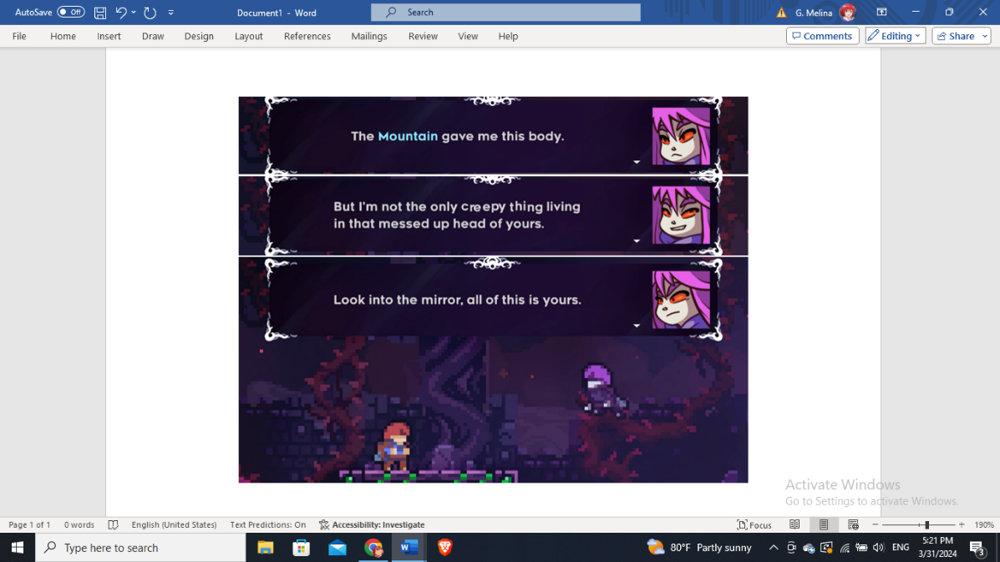 AutoSave Off Document1 - Word Search G. Melina
File Home Insert Draw Design Layout References Mailings Review View Help Comments Editing Share
The Mountain gave me this body.
But I'm not the only creepy thing living
in that messed up head of yours.
Look into the mirror, all of this is yours.
Activate Windows
Go to Settings to activate Windows.
Page 1 of 1 0 words English (United States) Text Predictions: On Accessibility: Investigate Focus 190%
Type here to search 80°F Partly sunny ENG 5:21 PM
3/31/2024 3